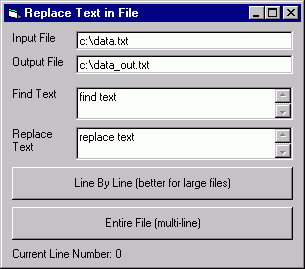 Replace Text in File
Input File
c:\data.txt
Output File
c:\data_out.txt
Find Text
find text
Replace
Text
replace text
Line By Line (better for large files)
Entire File (multi-line)
Current Line Number: 0